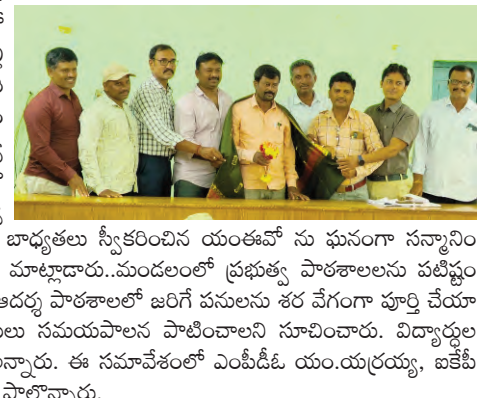 బాధ్యతలు స్వీకరించిన యంఈవో ను ఘనంగా సన్మానిం
మాట్లాడారు..మండలంలో ప్రభుత్వ పాఠశాలలను పటిష్టం
ఆదర్శ పాఠశాలలో జరిగే పనులను శర వేగంగా పూర్తి చేయా
లు సమయపాలన పాటించాలని సూచించారు. విద్యార్థుల
న్నారు. ఈ సమావేశంలో ఎంపీడీఓ యం.యర్రయ్య, ఐకేపీ
పాల్గొన్నారు.